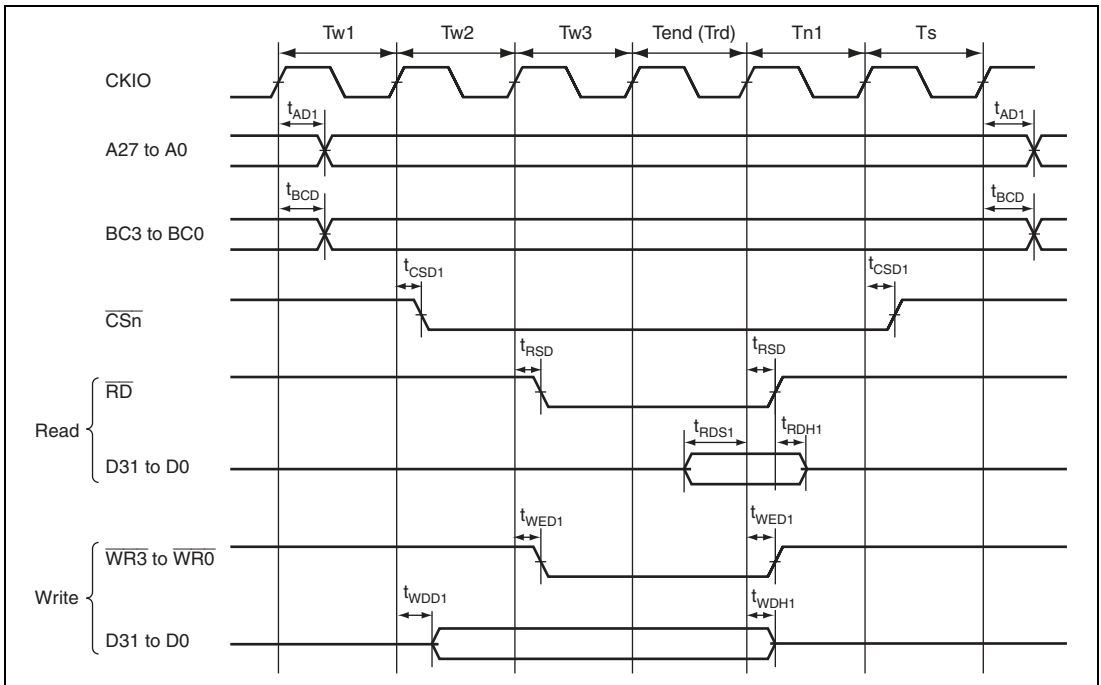 Tw1 Tw2 Tw3 Tend (Trd) Tn1 Ts
CKIO
tAD1 tAD1
A27 to A0
tBCD tBCD
BC3 to BC0
tCSD1 tCSD1
CSn
tRSD tRSD
RD
Read
tRDS1 tRDH1
D31 to D0
tWED1 tWED1
WR3 to WR0
Write
tWDD1 tWDH1
D31 to D0